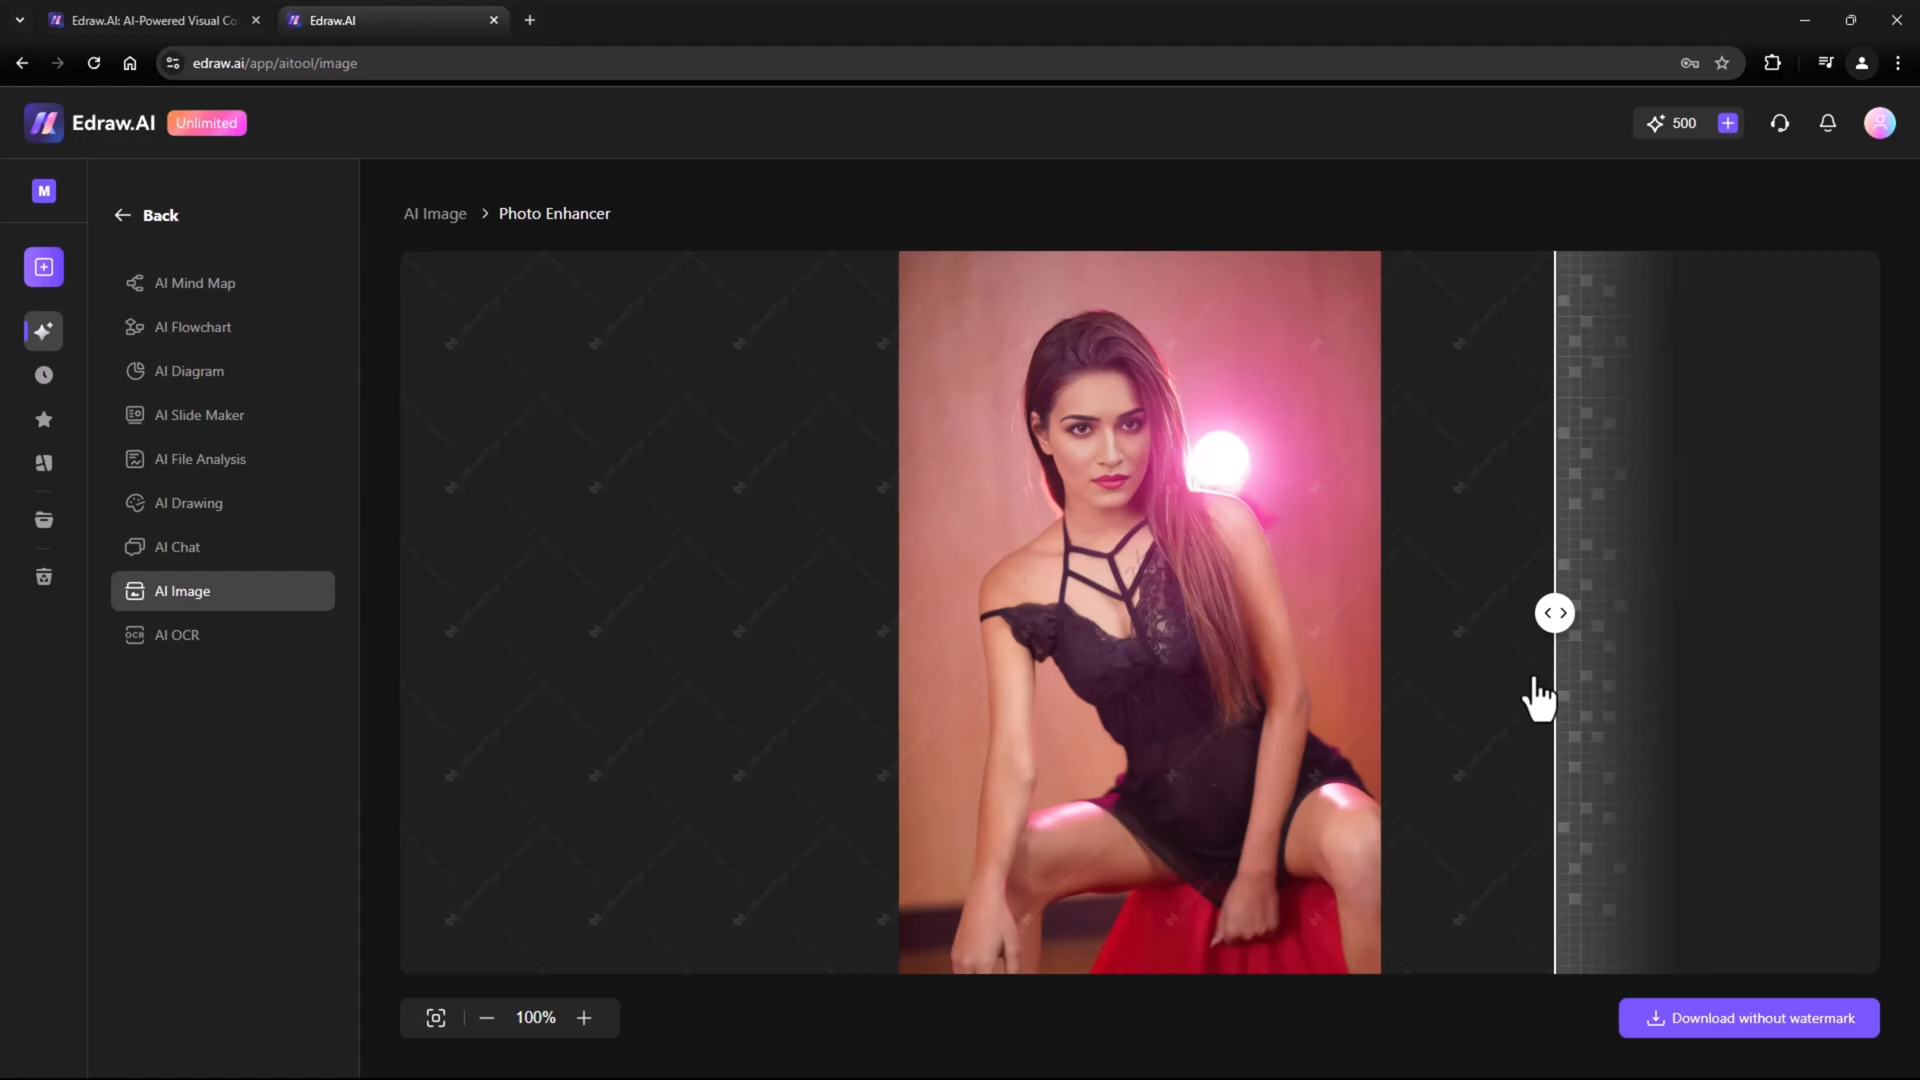 Edraw.AI: AI-Powered Visual Co
Edraw.AI
edraw.ai/app/aitool/image
Edraw.AI
Unlimited
500
M
Back
AI Image > Photo Enhancer
AI Mind Map
AI Flowchart
AI Diagram
AI Slide Maker
AI File Analysis
AI Drawing
AI Chat
AI Image
OCR AI OCR
100%
Download without watermark